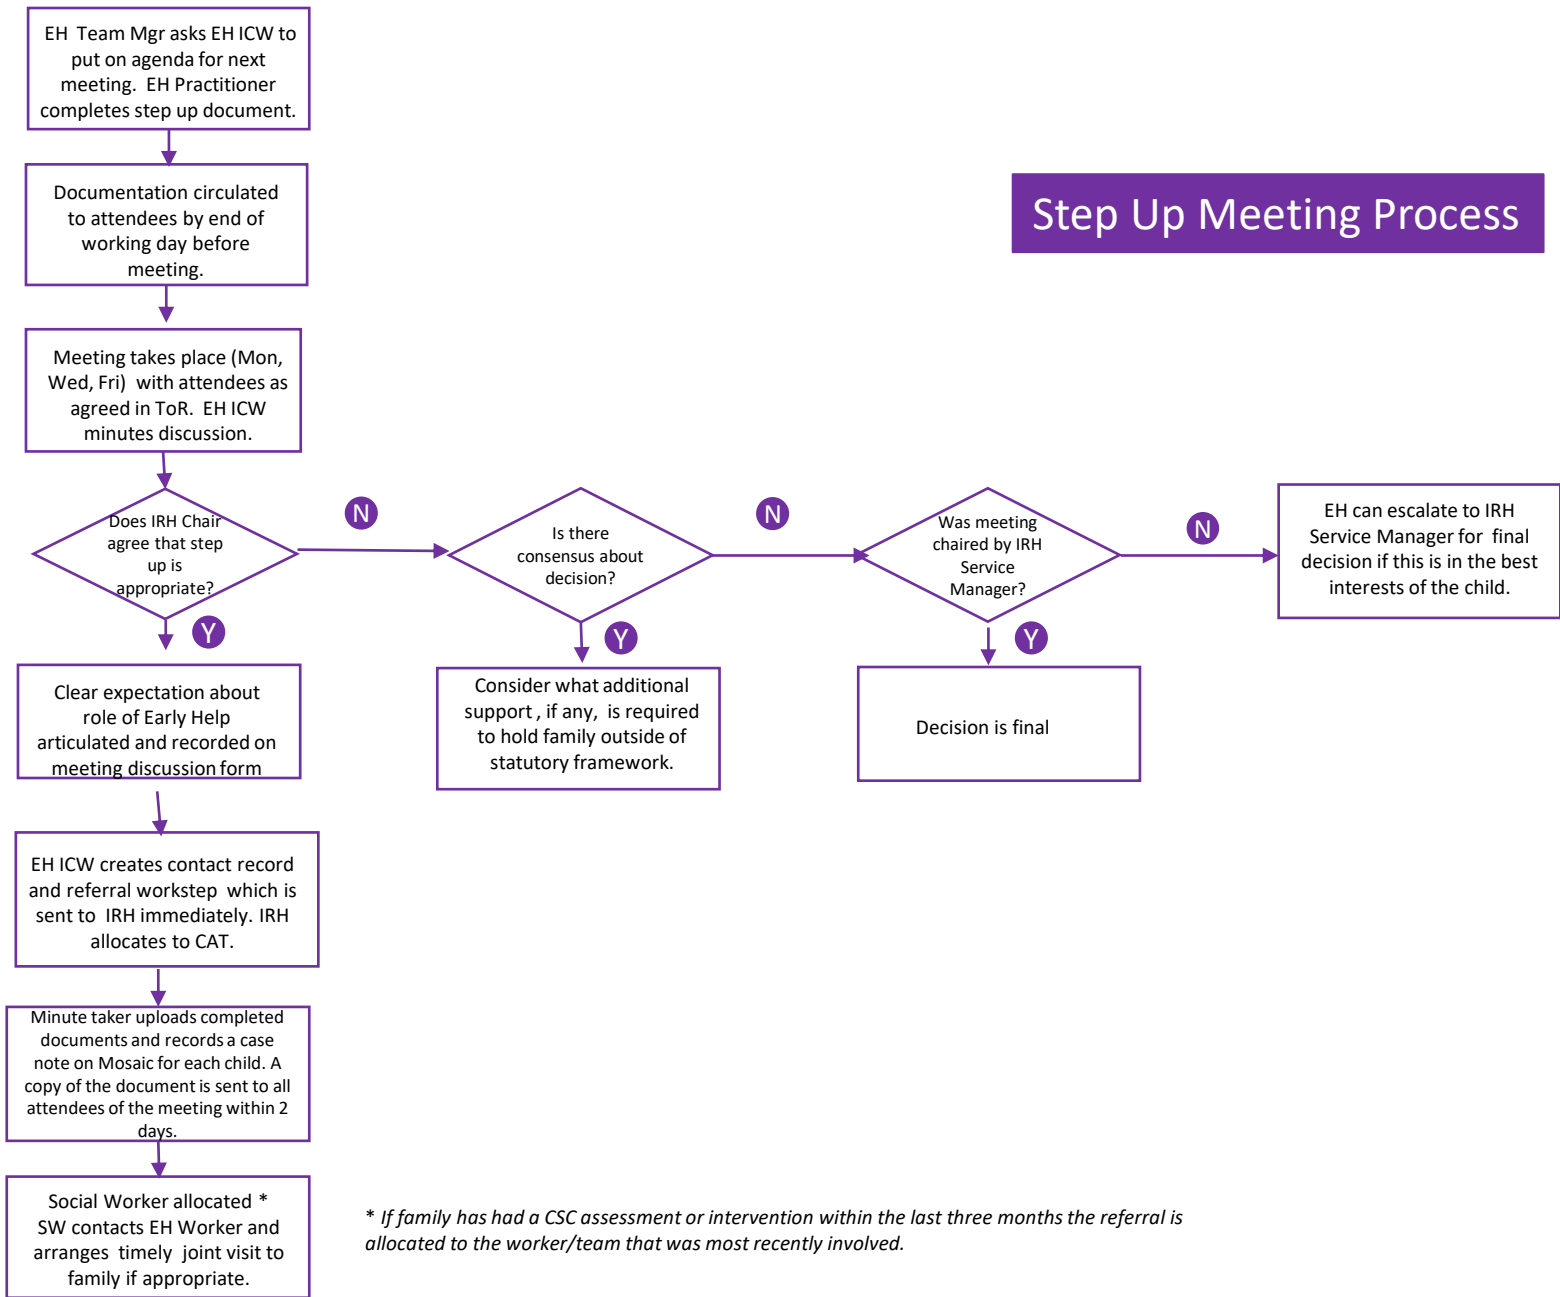 EH Team Mgr asks EH ICW to
put on agenda for next
meeting. EH Practitioner
completes step up document.
Documentation circulated
to attendees by end of
working day before
meeting.
Step Up Meeting Process
Meeting takes place (Mon,
Wed, Fri) with attendees as
agreed in ToR. EH ICW
minutes discussion.
Does IRH Chair
agree that step
up is
appropriate?
N
Y
Is there
consensus about
decision?
N
Y
Was meeting
chaired by IRH
Service
Manager?
N
Y
EH can escalate to IRH
Service Manager for final
decision if this is in the best
interests of the child.
Clear expectation about
role of Early Help
articulated and recorded on
meeting discussion form
Consider what additional
support , if any, is required
to hold family outside of
statutory framework.
Decision is final
EH ICW creates contact record
and referral workstep which is
sent to IRH immediately. IRH
allocates to CAT.
Minute taker uploads completed
documents and records a case
note on Mosaic for each child. A
copy of the document is sent to all
attendees of the meeting within 2
days.
Social Worker allocated *
SW contacts EH Worker and
arranges timely joint visit to
family if appropriate.
* If family has had a CSC assessment or intervention within the last three months the referral is
allocated to the worker/team that was most recently involved.